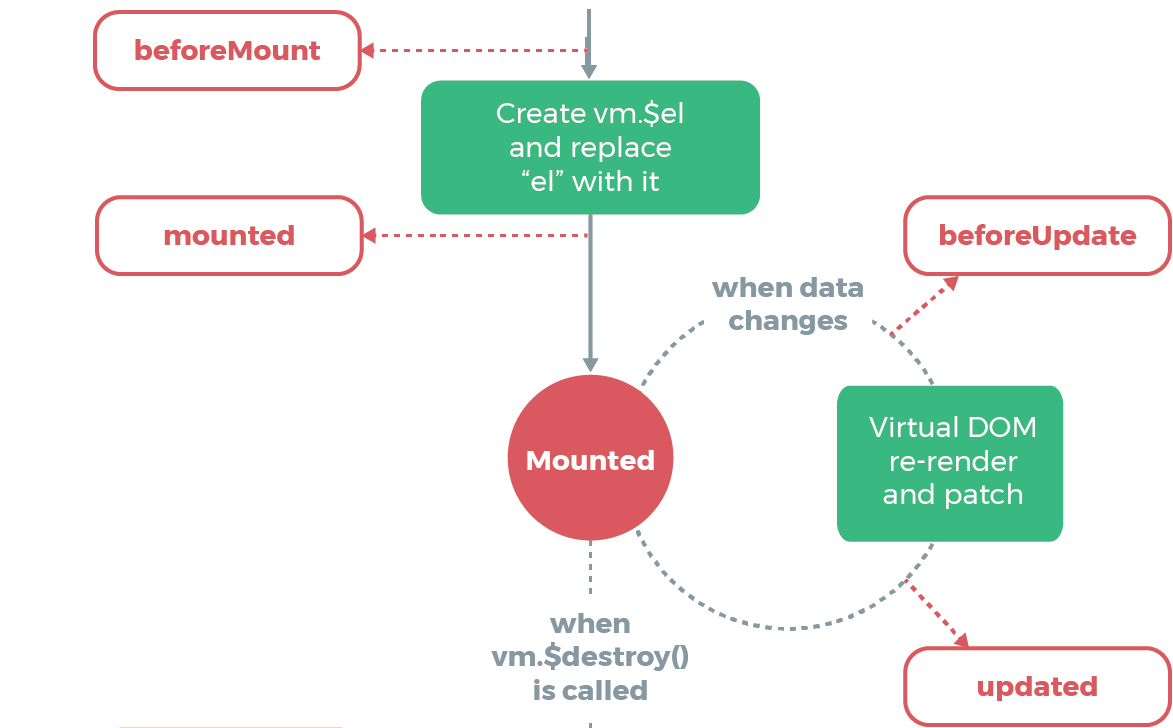 beforeMount
Create vm.$el
and replace
“el” with it
mounted
beforeUpdate
when data
changes
Mounted
Virtual DOM
re-render
and patch
when
vm.$destroy()
is called
updated